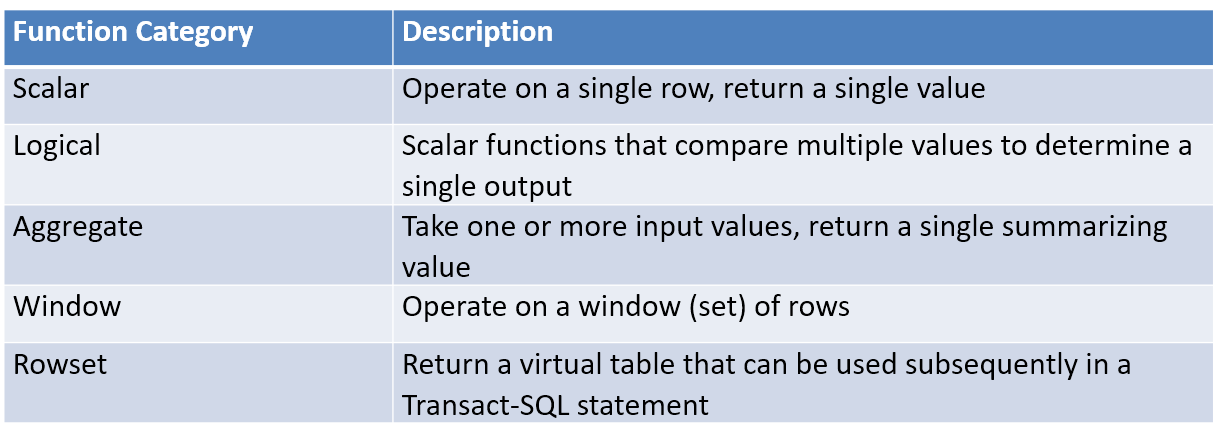 Function Category Description
Scalar Operate on a single row, return a single value
Logical Scalar functions that compare multiple values to determine a
single output
Aggregate Take one or more input values, return a single summarizing
value
Window Operate on a window (set) of rows
Rowset Return a virtual table that can be used subsequently in a
Transact-SQL statement